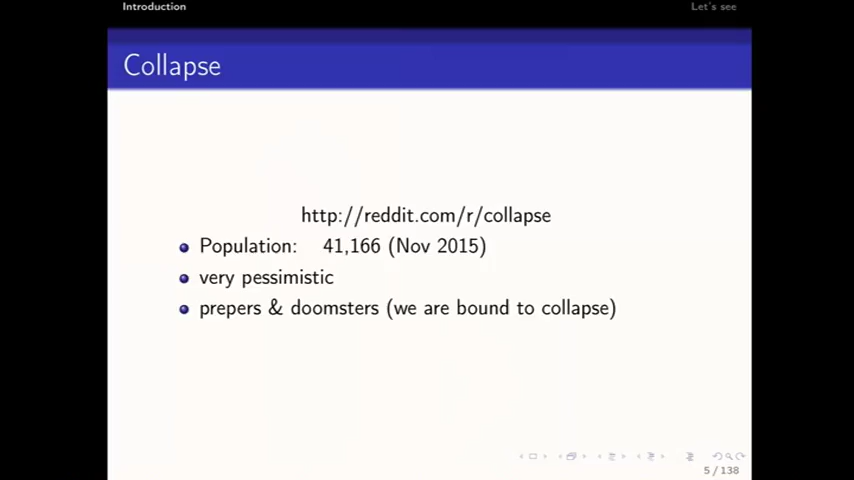 Introduction
Let's see
Collapse
http://reddit.com/r/collapse
Population: 41,166 (Nov 2015)
very pessimistic
prepers & doomsters (we are bound to collapse)
5 / 138